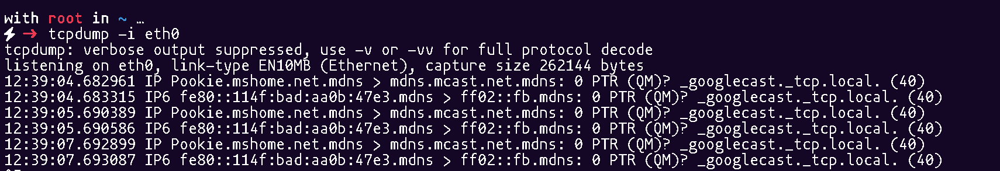 with root in ~ …
⚡ → tcpdump -i eth0
tcpdump: verbose output suppressed, use -v or -vv for full protocol decode
listening on eth0, link-type EN10MB (Ethernet), capture size 262144 bytes
12:39:04.682961 IP Pookie.mshome.net.mdns > mdns.mcast.net.mdns: 0 PTR (QM)? _googlecast._tcp.local. (40)
12:39:04.683315 IP6 fe80::114f:bad:aa0b:47e3.mdns > ff02::fb.mdns: 0 PTR (QM)? _googlecast._tcp.local. (40)
12:39:05.690389 IP Pookie.mshome.net.mdns > mdns.mcast.net.mdns: 0 PTR (QM)? _googlecast._tcp.local. (40)
12:39:05.690586 IP6 fe80::114f:bad:aa0b:47e3.mdns > ff02::fb.mdns: 0 PTR (QM)? _googlecast._tcp.local. (40)
12:39:07.692899 IP Pookie.mshome.net.mdns > mdns.mcast.net.mdns: 0 PTR (QM)? _googlecast._tcp.local. (40)
12:39:07.693087 IP6 fe80::114f:bad:aa0b:47e3.mdns > ff02::fb.mdns: 0 PTR (QM)? _googlecast._tcp.local. (40)